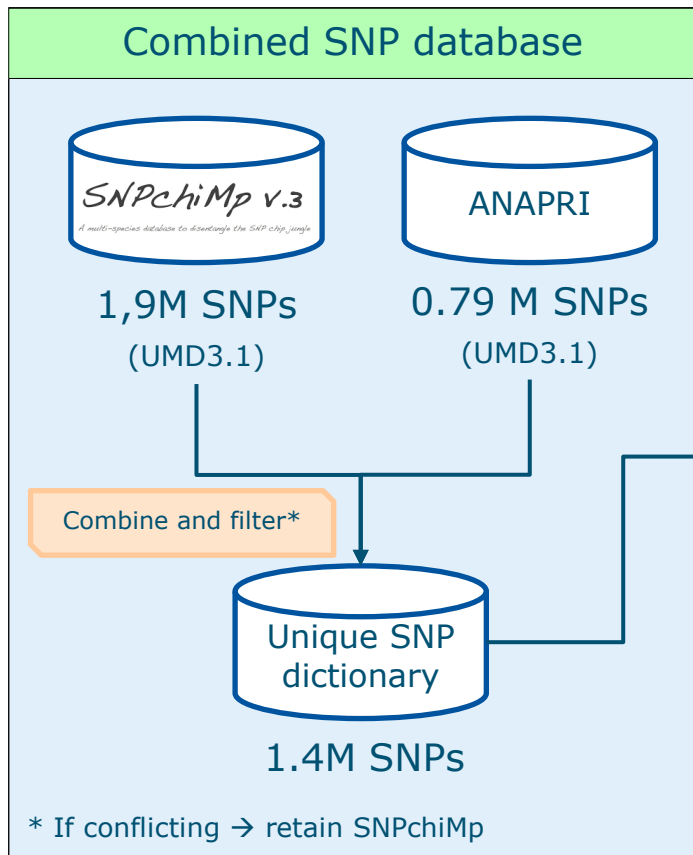 Combined SNP database
SNPchiMp v.3
A multi-species database to disentangle the SNP chip jungle
ANAPRI
1,9M SNPs
0.79 M SNPs
(UMD3.1)
(UMD3.1)
Combine and filter*
Unique SNP
dictionary
1.4M SNPs
* If conflicting → retain SNPchiMp